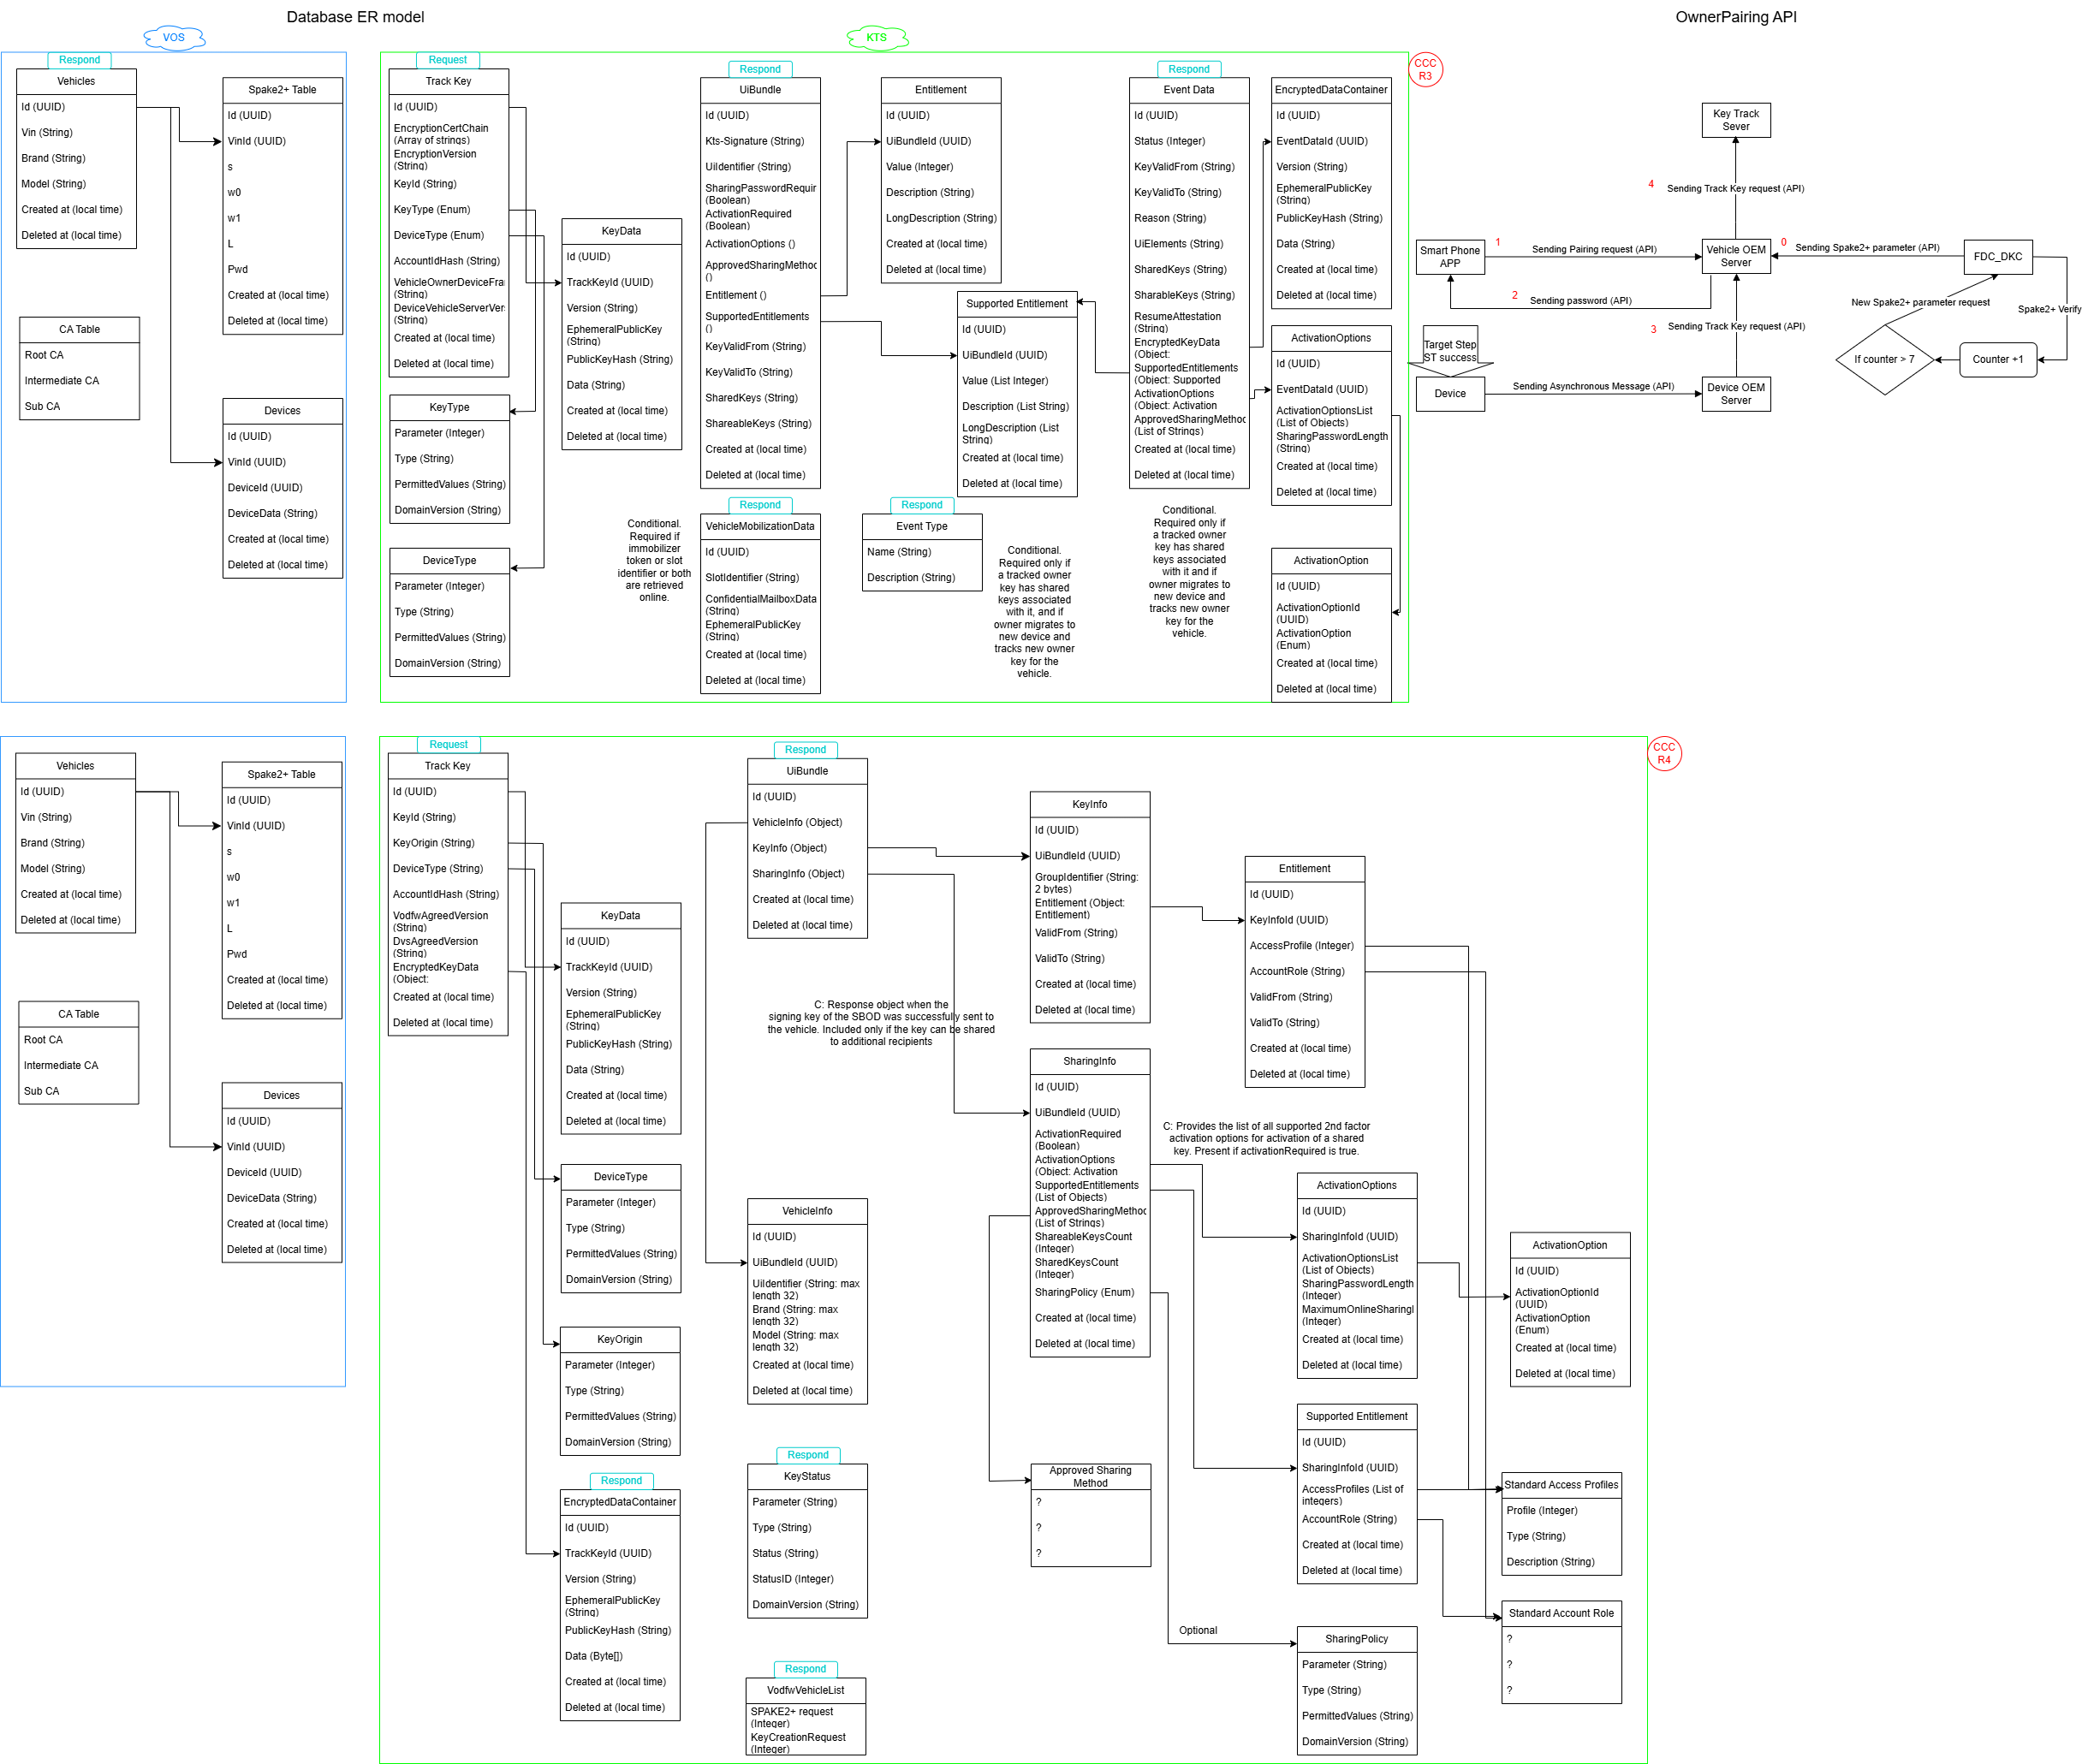 Database ER model
OwnerPairing API
VOS
KTS
CCC
R3
Respond
Vehicles
Id (UUID)
Vin (String)
Brand (String)
Model (String)
Created at (local time)
Deleted at (local time)
Spake2+ Table
Id (UUID)
VinId (UUID)
s
w0
w1
L
Pwd
Created at (local time)
Deleted at (local time)
CA Table
Root CA
Intermediate CA
Sub CA
Devices
Id (UUID)
VinId (UUID)
DeviceId (UUID)
DeviceData (String)
Created at (local time)
Deleted at (local time)
Request
Track Key
Id (UUID)
EncryptionCertChain
(Array of strings)
EncryptionVersion
(String)
KeyId (String)
KeyType (Enum)
DeviceType (Enum)
AccountIdHash (String)
VehicleOwnerDeviceFra
(String)
DeviceVehicleServerVer
(String)
Created at (local time)
Deleted at (local time)
KeyType
Parameter (Integer)
Type (String)
PermittedValues (String)
DomainVersion (String)
DeviceType
Parameter (Integer)
Type (String)
PermittedValues (String)
DomainVersion (String)
KeyData
Id (UUID)
TrackKeyId (UUID)
Version (String)
EphemeralPublicKey
(String)
PublicKeyHash (String)
Data (String)
Created at (local time)
Deleted at (local time)
Conditional.
Required if
immobilizer
token or slot
identifier or both
are retrieved
online.
Respond
UiBundle
Id (UUID)
Kts-Signature (String)
UiIdentifier (String)
SharingPasswordRequir
(Boolean)
ActivationRequired
(Boolean)
ActivationOptions ()
ApprovedSharingMethoc
()
Entitlement ()
SupportedEntitlements
()
KeyValidFrom (String)
KeyValidTo (String)
SharedKeys (String)
ShareableKeys (String)
Created at (local time)
Deleted at (local time)
Respond
VehicleMobilizationData
Id (UUID)
SlotIdentifier (String)
ConfidentialMailboxData
(String)
EphemeralPublicKey
(String)
Created at (local time)
Deleted at (local time)
Entitlement
Id (UUID)
UiBundleId (UUID)
Value (Integer)
Description (String)
LongDescription (String)
Created at (local time)
Deleted at (local time)
Supported Entitlement
Id (UUID)
UiBundleId (UUID)
Value (List Integer)
Description (List String)
LongDescription (List
String)
Created at (local time)
Deleted at (local time)
Respond
Event Type
Name (String)
Description (String)
Conditional.
Required only if
a tracked owner
key has shared
keys associated
with it, and if
owner migrates to
new device and
tracks new owner
key for the
vehicle.
Respond
Event Data
Id (UUID)
Status (Integer)
KeyValidFrom (String)
KeyValidTo (String)
Reason (String)
UiElements (String)
SharedKeys (String)
SharableKeys (String)
ResumeAttestation
(String)
EncryptedKeyData
(Object:
SupportedEntitlements
(Object: Supported
ActivationOptions
(Object: Activation
ApprovedSharingMethoc
(List of Strings)
Created at (local time)
Deleted at (local time)
Conditional.
Required only if
a tracked owner
key has shared
keys associated
with it and if
owner migrates to
new device and
tracks new owner
key for the
vehicle.
EncryptedDataContainer
Id (UUID)
EventDataId (UUID)
Version (String)
EphemeralPublicKey
(String)
PublicKeyHash (String)
Data (String)
Created at (local time)
Deleted at (local time)
ActivationOptions
Id (UUID)
EventDataId (UUID)
ActivationOptionsList
(List of Objects)
SharingPasswordLength
(String)
Created at (local time)
Deleted at (local time)
ActivationOption
Id (UUID)
ActivationOptionId
(UUID)
ActivationOption
(Enum)
Created at (local time)
Deleted at (local time)
Key Track
Sever
4
Sending Track Key request (API)
Smart Phone
APP
1
Sending Pairing request (API)
Vehicle OEM
Server
0
Sending Spake2+ parameter (API)
FDC_DKC
2
Sending password (API)
3
Sending Track Key request (API)
New Spake2+ parameter request
Spake2+ Verify
Target Step
ST success
If counter > 7
Counter +1
Device
Sending Asynchronous Message (API)
Device OEM
Server
CCC
R4
Vehicles
Id (UUID)
Vin (String)
Brand (String)
Model (String)
Created at (local time)
Deleted at (local time)
Spake2+ Table
Id (UUID)
VinId (UUID)
s
w0
w1
L
Pwd
Created at (local time)
Deleted at (local time)
CA Table
Root CA
Intermediate CA
Sub CA
Devices
Id (UUID)
VinId (UUID)
DeviceId (UUID)
DeviceData (String)
Created at (local time)
Deleted at (local time)
Request
Track Key
Id (UUID)
KeyId (String)
KeyOrigin (String)
DeviceType (String)
AccountIdHash (String)
VodfwAgreedVersion
(String)
DvsAgreedVersion
(String)
EncryptedKeyData
(Object:
Created at (local time)
Deleted at (local time)
KeyData
Id (UUID)
TrackKeyId (UUID)
Version (String)
EphemeralPublicKey
(String)
PublicKeyHash (String)
Data (String)
Created at (local time)
Deleted at (local time)
DeviceType
Parameter (Integer)
Type (String)
PermittedValues (String)
DomainVersion (String)
KeyOrigin
Parameter (Integer)
Type (String)
PermittedValues (String)
DomainVersion (String)
Respond
EncryptedDataContainer
Id (UUID)
TrackKeyId (UUID)
Version (String)
EphemeralPublicKey
(String)
PublicKeyHash (String)
Data (Byte[])
Created at (local time)
Deleted at (local time)
Respond
UiBundle
Id (UUID)
VehicleInfo (Object)
KeyInfo (Object)
SharingInfo (Object)
Created at (local time)
Deleted at (local time)
C: Response object when the
signing key of the SBOD was successfully sent to
the vehicle. Included only if the key can be shared
to additional recipients
VehicleInfo
Id (UUID)
UiBundleId (UUID)
UiIdentifier (String: max
length 32)
Brand (String: max
length 32)
Model (String: max
length 32)
Created at (local time)
Deleted at (local time)
Respond
KeyStatus
Parameter (String)
Type (String)
Status (String)
StatusID (Integer)
DomainVersion (String)
Respond
VodfwVehicleList
SPAKE2+ request
(Integer)
KeyCreationRequest
(Integer)
KeyInfo
Id (UUID)
UiBundleId (UUID)
GroupIdentifier (String:
2 bytes)
Entitlement (Object:
Entitlement)
ValidFrom (String)
ValidTo (String)
Created at (local time)
Deleted at (local time)
SharingInfo
Id (UUID)
UiBundleId (UUID)
ActivationRequired
(Boolean)
ActivationOptions
(Object: Activation
SupportedEntitlements
(List of Objects)
ApprovedSharingMethoc
(List of Strings)
ShareableKeysCount
(Integer)
SharedKeysCount
(Integer)
SharingPolicy (Enum)
Created at (local time)
Deleted at (local time)
Approved Sharing
Method
?
?
?
Entitlement
Id (UUID)
KeyInfoId (UUID)
AccessProfile (Integer)
AccountRole (String)
ValidFrom (String)
ValidTo (String)
Created at (local time)
Deleted at (local time)
C: Provides the list of all supported 2nd factor
activation options for activation of a shared
key. Present if activationRequired is true.
ActivationOptions
Id (UUID)
SharingInfoId (UUID)
ActivationOptionsList
(List of Objects)
SharingPasswordLength
(Integer)
MaximumOnlineSharingl
(Integer)
Created at (local time)
Deleted at (local time)
ActivationOption
Id (UUID)
ActivationOptionId
(UUID)
ActivationOption
(Enum)
Created at (local time)
Deleted at (local time)
Supported Entitlement
Id (UUID)
SharingInfoId (UUID)
AccessProfiles (List of
integers)
AccountRole (String)
Created at (local time)
Deleted at (local time)
Standard Access Profiles
Profile (Integer)
Type (String)
Description (String)
Standard Account Role
?
?
?
Optional
SharingPolicy
Parameter (String)
Type (String)
PermittedValues (String)
DomainVersion (String)